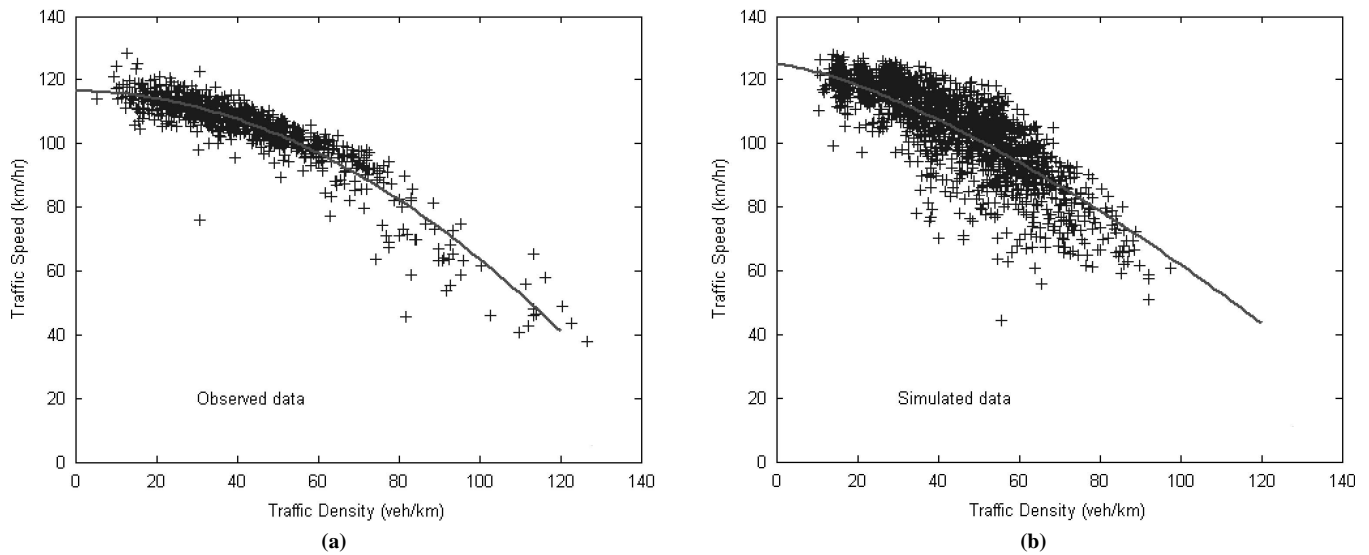 140
120
100
80
60
40
20
0
Traffic Speed (km/hr)
Observed data
0 20 40 60 80 100 120 140
Traffic Density (veh/km)
(a)
140
120
100
80
60
40
20
0
Traffic Speed (km/hr)
Simulated data
0 20 40 60 80 100 120 140
Traffic Density (veh/km)
(b)